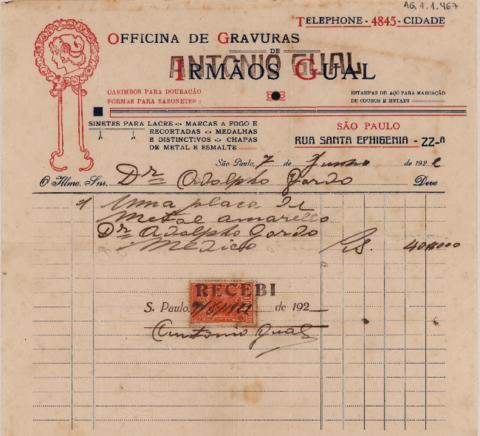 AG.1.1.467
TELEPHONE - 4845 - CIDADE
OFFICINA DE GRAVURAS
DE
ANTONIO GUAL
IRMÃOS GUAL
CARIMBOS PARA DOURAÇÃO
FORMAS PARA SABONETES
ESTAMPAS DE AÇO PARA MARCAÇÃO
DE COUROS E METAES
SINETES PARA LACRE MARCAS A FOGO E
RECORTADAS MEDALHAS
E DISTINCTIVOS CHAPAS
DE METAL E ESMALTE
SÃO PAULO
RUA SANTA EPHIGENIA - 22-A
São Paulo, 7 de Junho de 1922
O Illmo. Snr. Dr Adolpho Gordo Deve
Uma placa de
Metal amarello
Dr Adolpho Gordo
Medico Rs. 40$000
RECEBI
S. Paulo, de 192
Antonio Gual